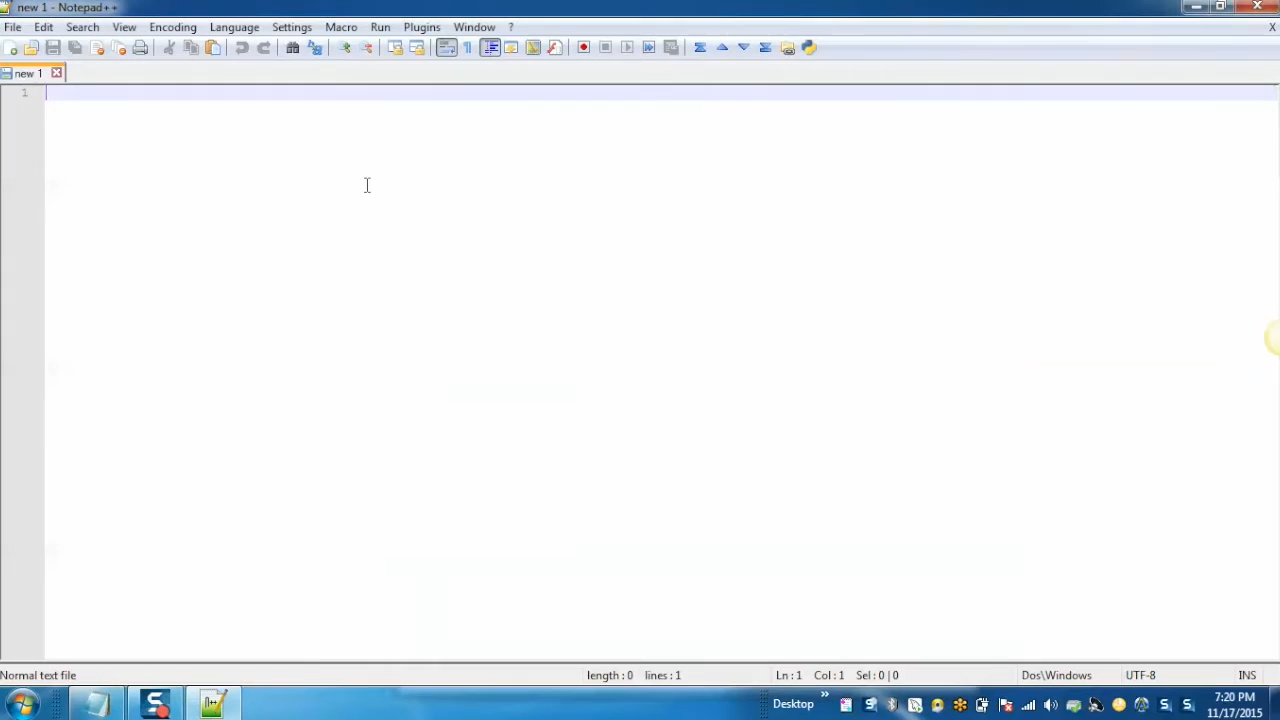 new 1 - Notepad++
File Edit Search View Encoding Language Settings Macro Run Plugins Window ?
X
new 1
1
Normal text file length : 0 lines : 1 Ln : 1 Col : 1 Sel : 0 | 0 Dos\Windows UTF-8 INS
Desktop
7:20 PM
11/17/2015